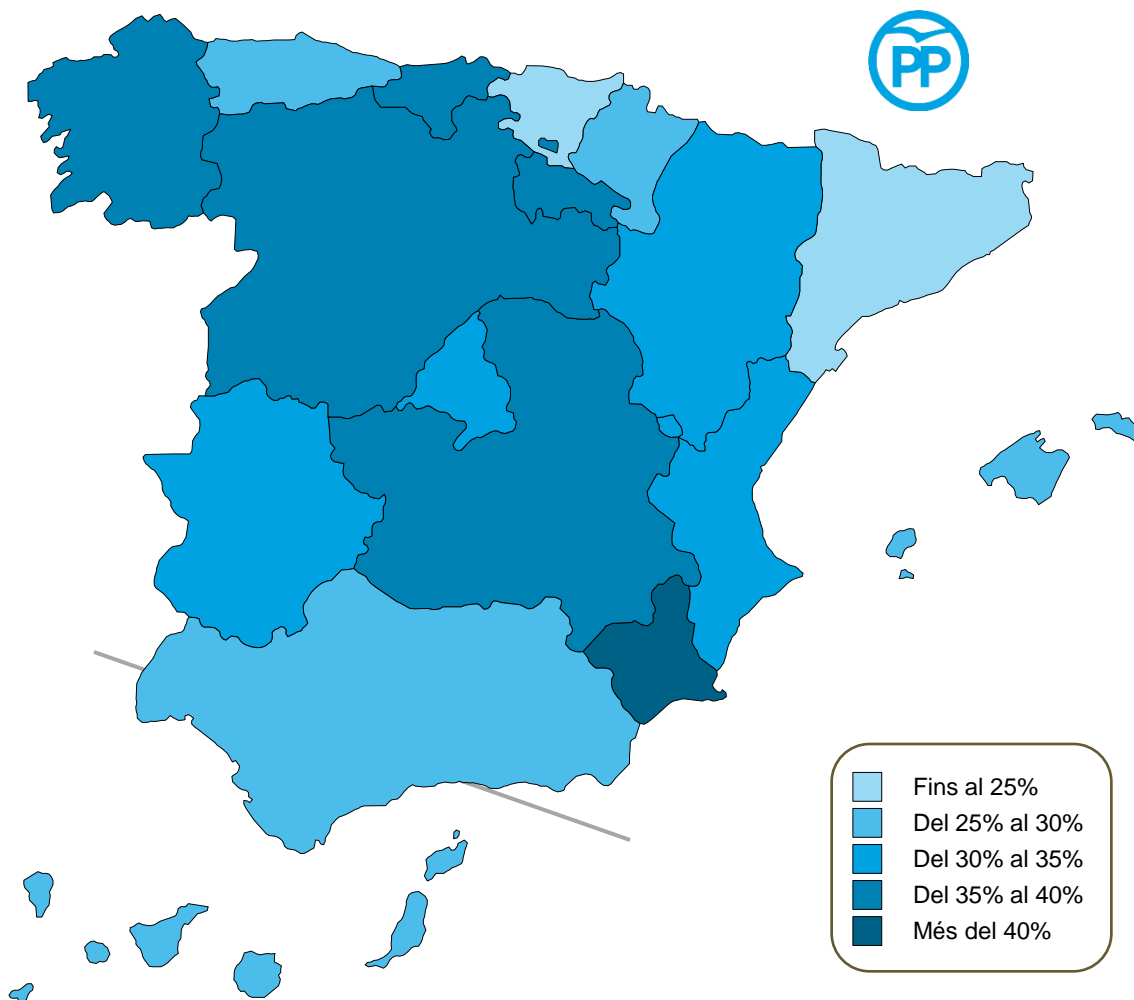 PP
Fins al 25%
Del 25% al 30%
Del 30% al 35%
Del 35% al 40%
Més del 40%